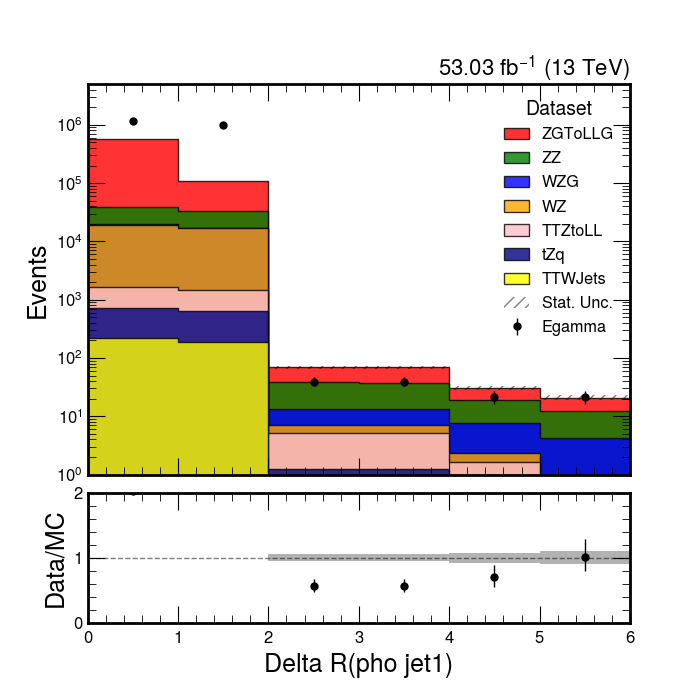 53.03 fb⁻¹ (13 TeV)
Dataset
ZGToLLG
ZZ
WZG
WZ
TTZtoLL
tZq
TTWJets
Stat. Unc.
Egamma
Events
10⁶
10⁵
10⁴
10³
10²
10¹
10⁰
Data/MC
2
1
0
0 1 2 3 4 5 6
Delta R(pho jet1)